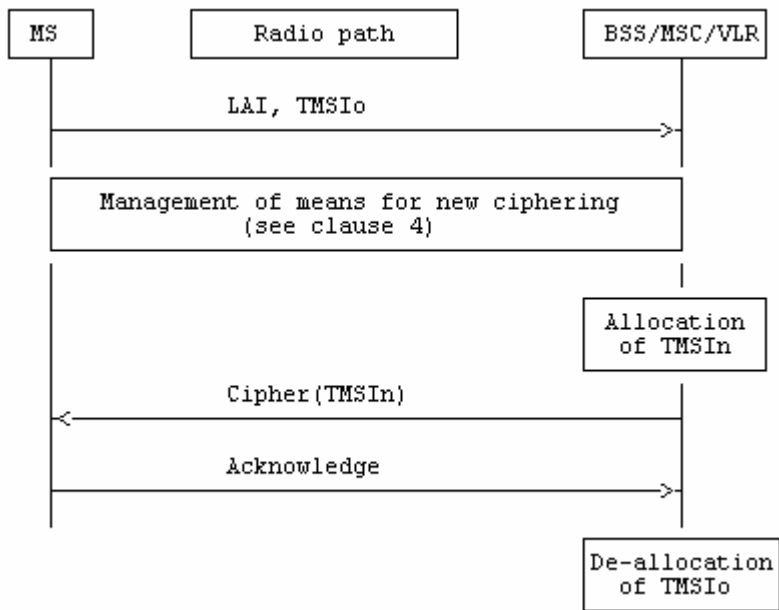 MS
Radio path
BSS/MSC/VLR
LAI, TMSIo
Management of means for new ciphering
(see clause 4)
Allocation
of TMSIn
Cipher(TMSIn)
Acknowledge
De-allocation
of TMSIo